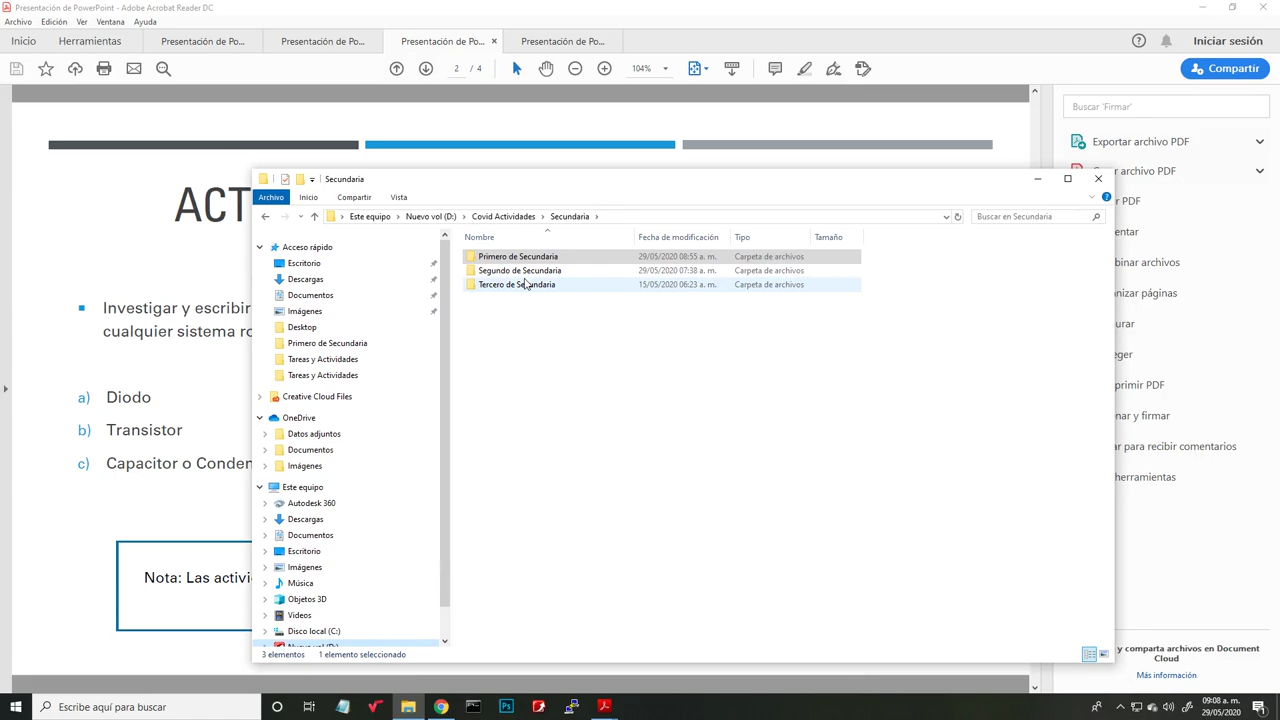 Presentación de PowerPoint - Adobe Acrobat Reader DC
Archivo Edición Ver Ventana Ayuda
Inicio Herramientas Presentación de Po... Presentación de Po... Presentación de Po... × Presentación de Po... Iniciar sesión
2 / 4 104% Compartir
Buscar 'Firmar'
Exportar archivo PDF
archivo PDF
PDF
entar
binar archivos
anizar páginas
urar
eger
primir PDF
nar y firmar
ar para recibir comentarios
herramientas
y comparta archivos en Document
Cloud
Más información
ACT
Investigar y escribir
cualquier sistema ro
a) Diodo
b) Transistor
c) Capacitor o Conden
Nota: Las activi
Secundaria
Archivo Inicio Compartir Vista
Este equipo > Nuevo vol (D:) > Covid Actividades > Secundaria > Buscar en Secundaria
Nombre Fecha de modificación Tipo Tamaño
Primero de Secundaria 29/05/2020 08:55 a. m. Carpeta de archivos
Segundo de Secundaria 29/05/2020 07:38 a. m. Carpeta de archivos
Tercero de Secundaria 15/05/2020 06:23 a. m. Carpeta de archivos
Acceso rápido
Escritorio
Descargas
Documentos
Imágenes
Desktop
Primero de Secundaria
Tareas y Actividades
Tareas y Actividades
Creative Cloud Files
OneDrive
Datos adjuntos
Documentos
Imágenes
Este equipo
Autodesk 360
Descargas
Documentos
Escritorio
Imágenes
Música
Objetos 3D
Videos
Disco local (C:)
Nuevo vol (D:)
3 elementos 1 elemento seleccionado
Escribe aquí para buscar
09:08 a. m.
29/05/2020